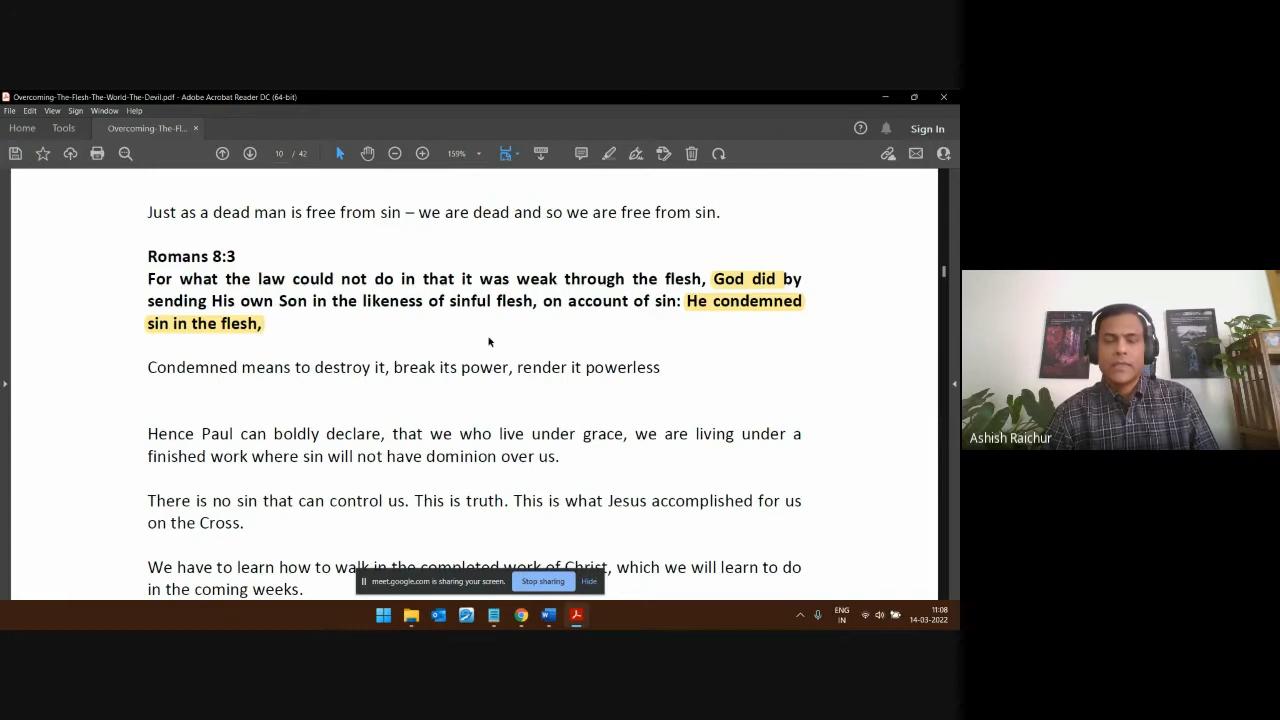 Overcoming-The-Flesh-The-World-The-Devil.pdf - Adobe Acrobat Reader DC (64-bit)
File Edit View Sign Window Help
Home Tools Overcoming-The-Fl... × Sign In
10 / 42 159%
Just as a dead man is free from sin – we are dead and so we are free from sin.
Romans 8:3
For what the law could not do in that it was weak through the flesh, God did by
sending His own Son in the likeness of sinful flesh, on account of sin: He condemned
sin in the flesh,
Condemned means to destroy it, break its power, render it powerless
Hence Paul can boldly declare, that we who live under grace, we are living under a
finished work where sin will not have dominion over us.
There is no sin that can control us. This is truth. This is what Jesus accomplished for us
on the Cross.
We have to learn how to walk in the completed work of Christ, which we will learn to do
in the coming weeks.
meet.google.com is sharing your screen. Stop sharing Hide
ENG
IN
11:08
14-03-2022
Ashish Raichur